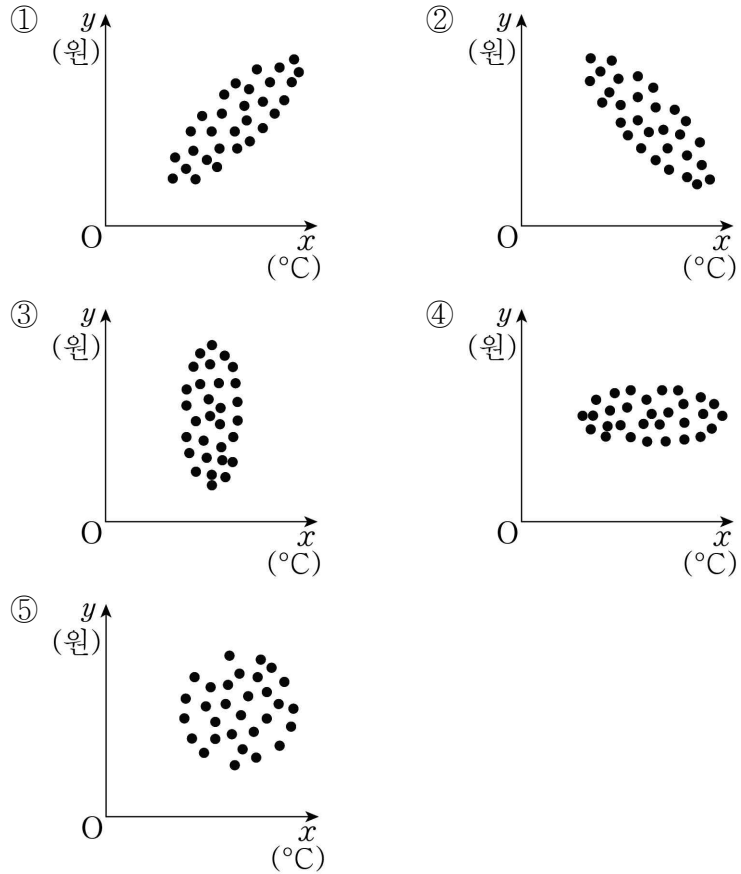 ① y (원) O x (°C)
② y (원) O x (°C)
③ y (원) O x (°C)
④ y (원) O x (°C)
⑤ y (원) O x (°C)